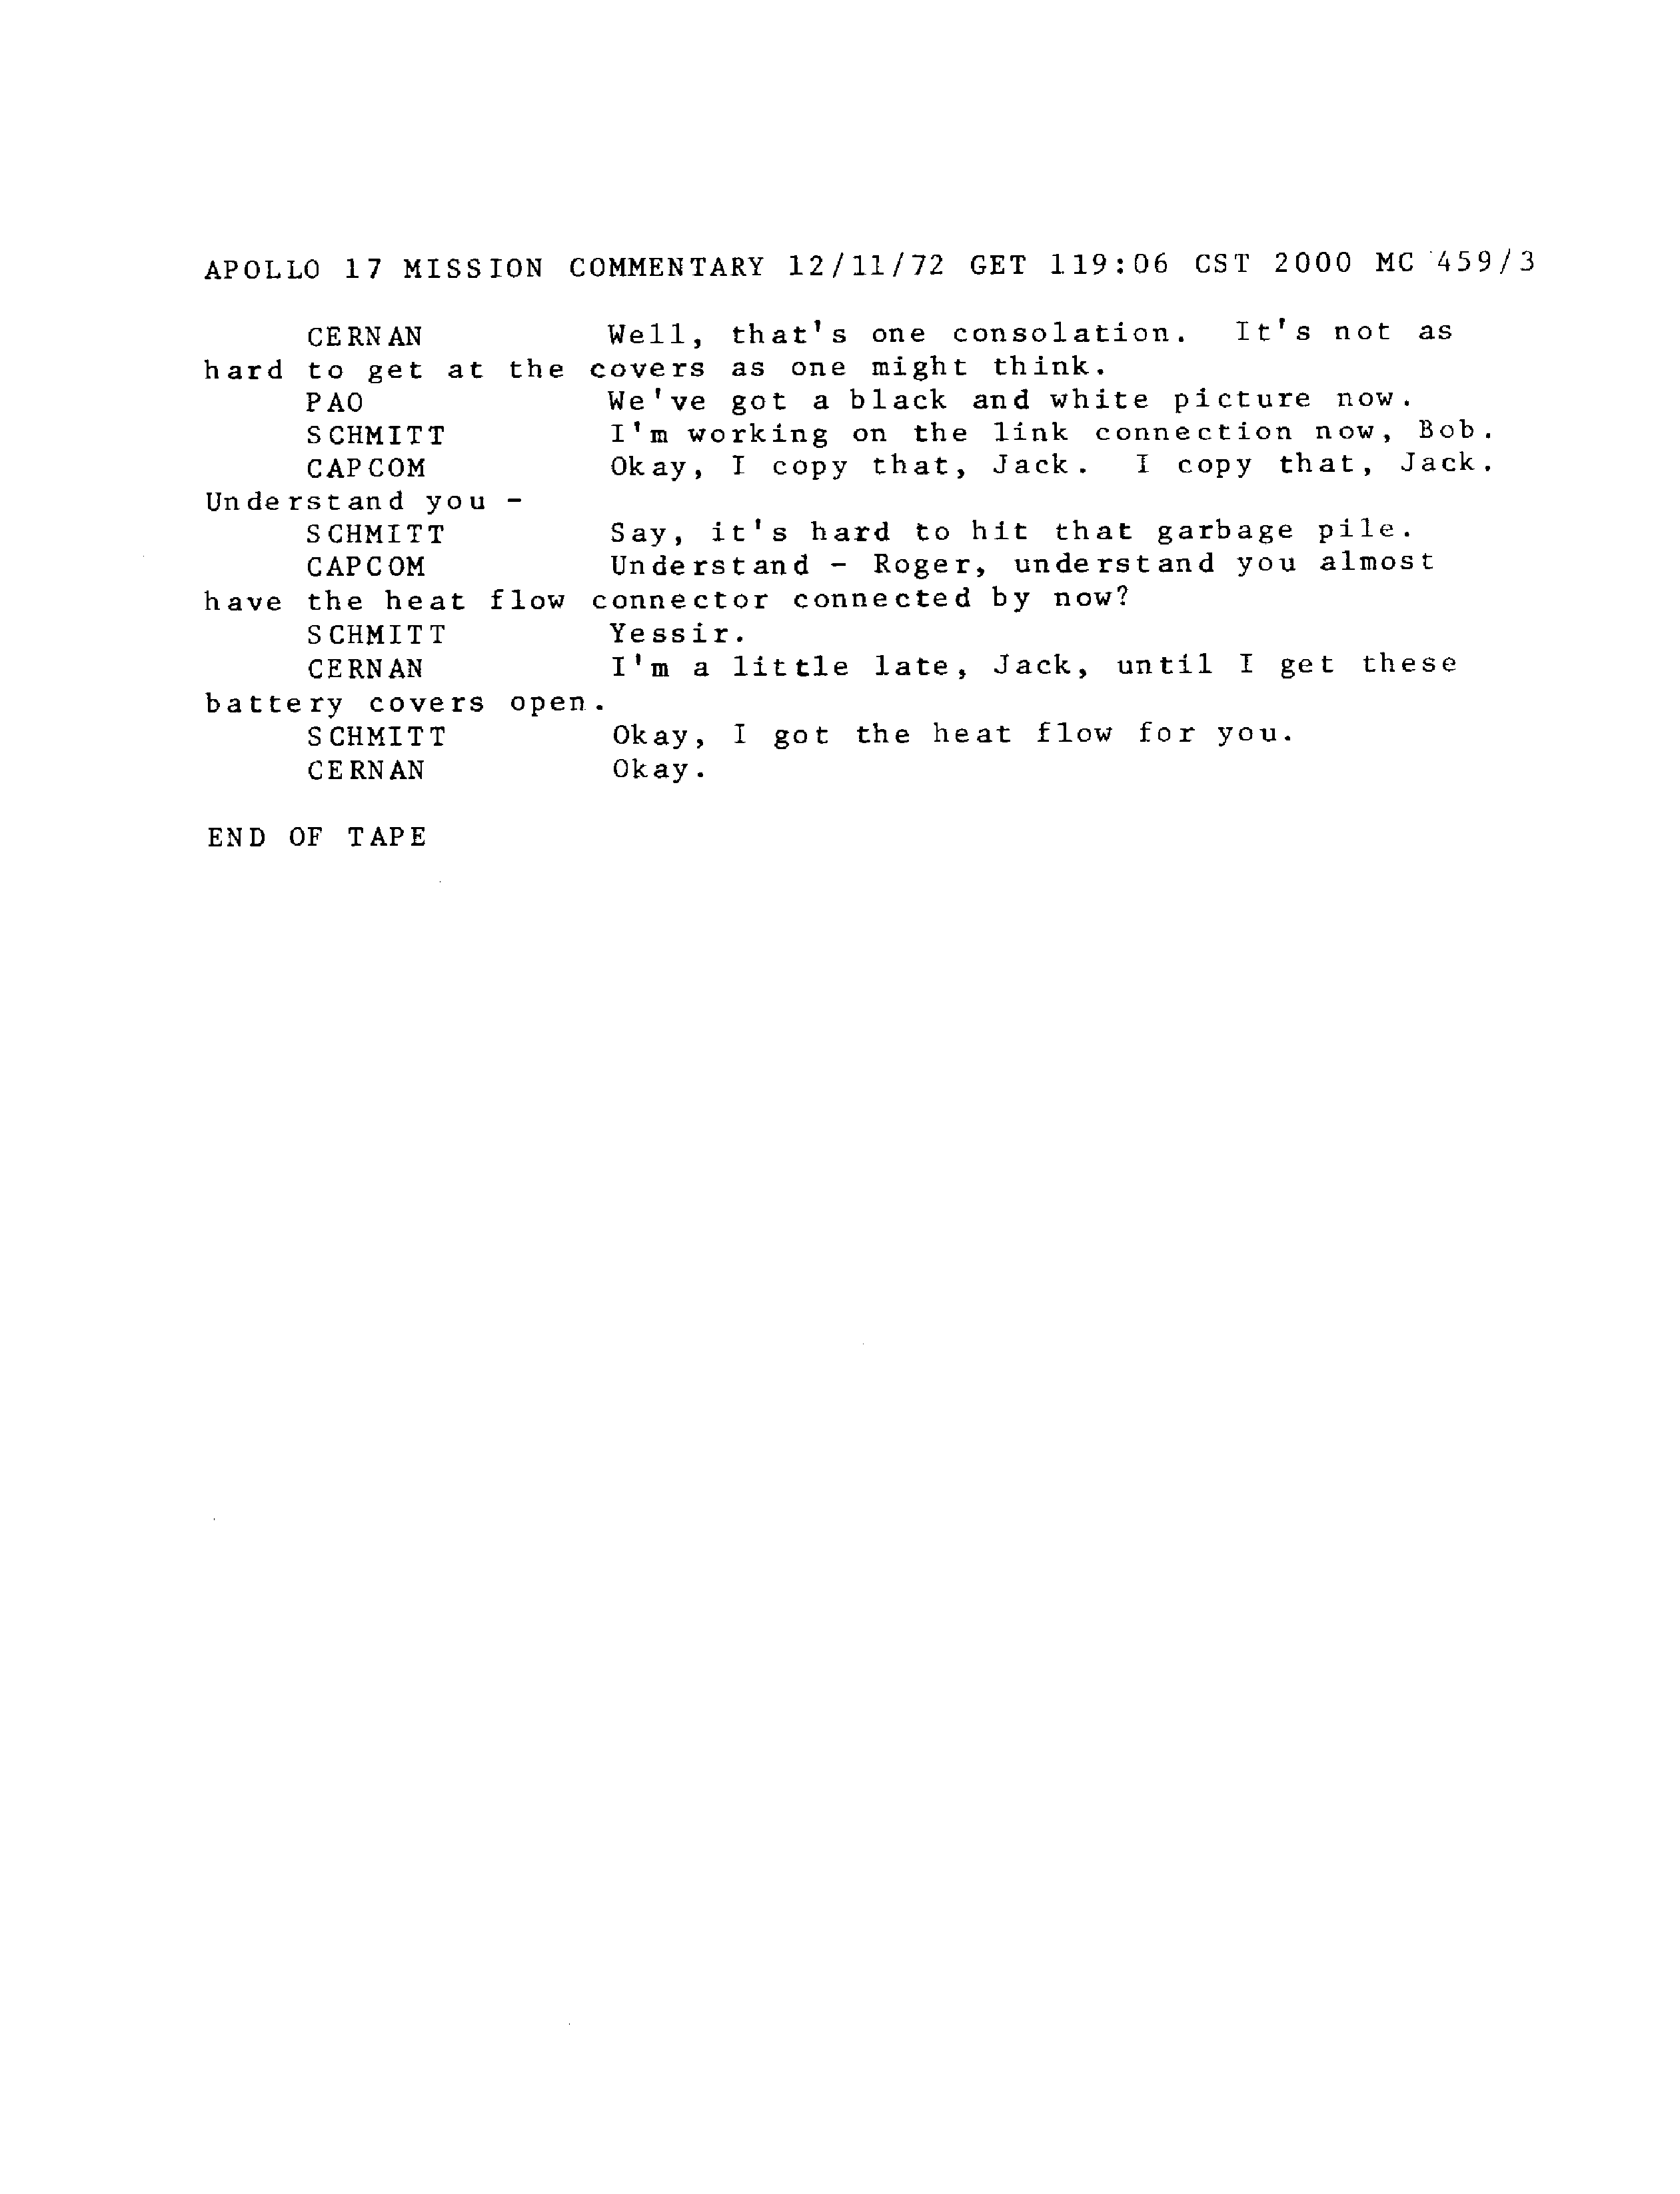 APOLLO 17 MISSION COMMENTARY 12/11/72 GET 119:06 CST 2000 MC 459/3
CERNAN Well, that's one consolation. It's not as
hard to get at the covers as one might think.
PAO We've got a black and white picture now.
SCHMITT I'm working on the link connection now, Bob.
CAPCOM Okay, I copy that, Jack. I copy that, Jack.
Understand you -
SCHMITT Say, it's hard to hit that garbage pile.
CAPCOM Understand - Roger, understand you almost
have the heat flow connector connected by now?
SCHMITT Yessir.
CERNAN I'm a little late, Jack, until I get these
battery covers open.
SCHMITT Okay, I got the heat flow for you.
CERNAN Okay.
END OF TAPE